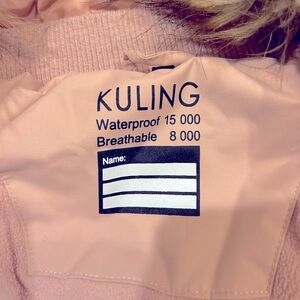 KULING
Waterproof 15 000
Breathable 8 000
Name: